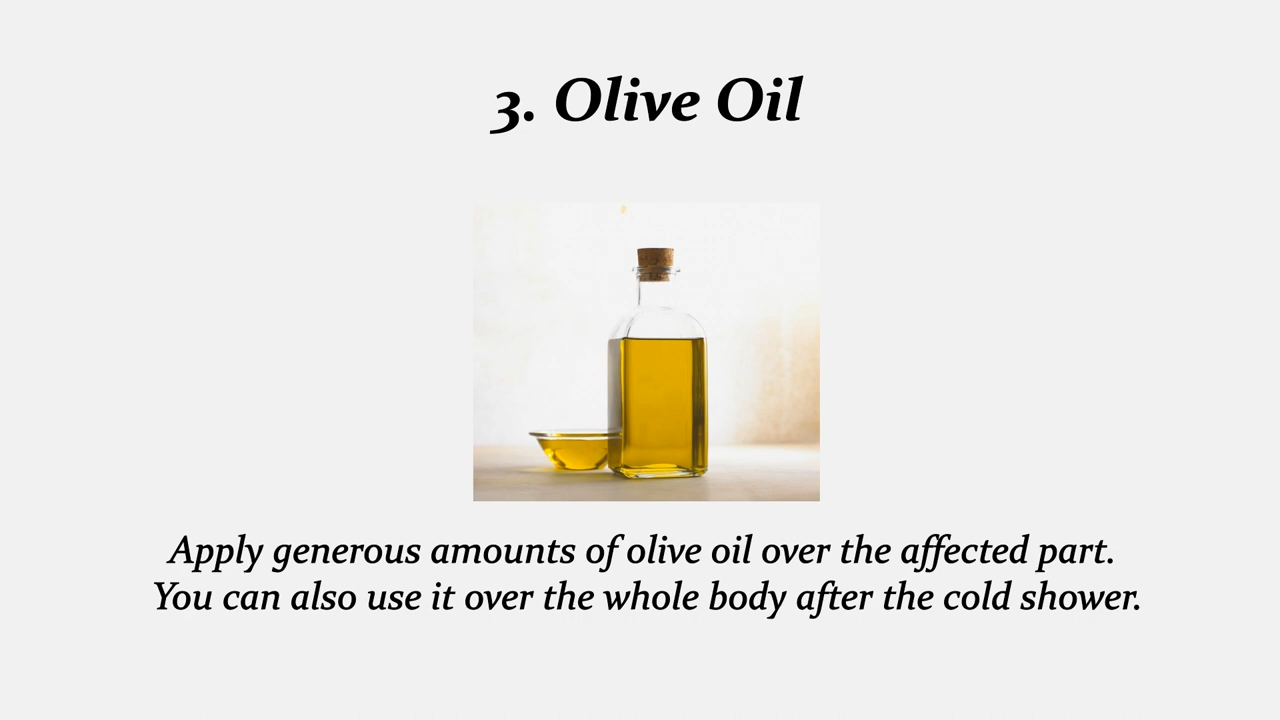 3. Olive Oil
Apply generous amounts of olive oil over the affected part.
You can also use it over the whole body after the cold shower.